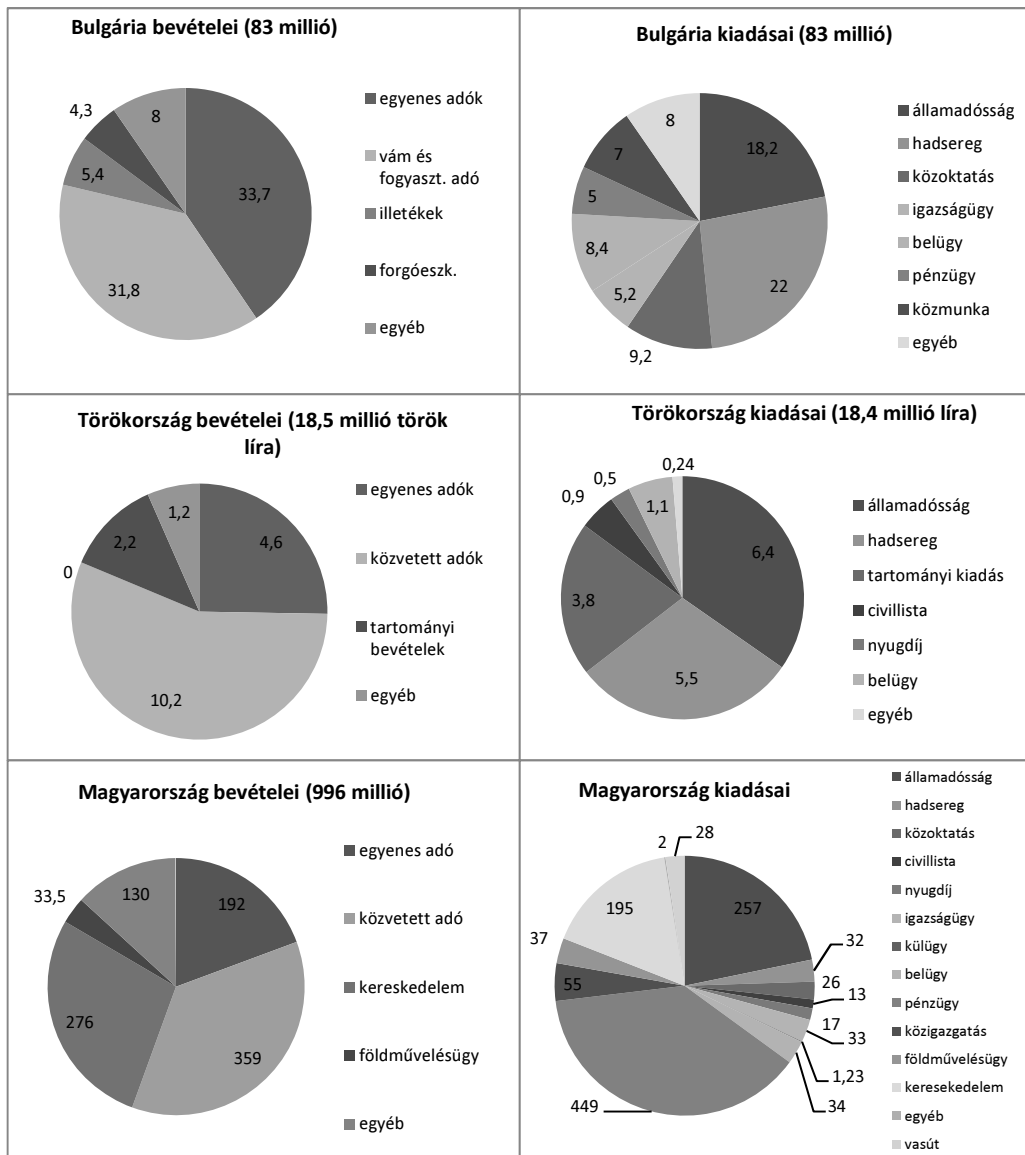 Bulgária bevételei (83 millió)
4,3
8
5,4
33,7
31,8
egyenes adók
vám és
fogyaszt. adó
illetékek
forgóeszk.
egyéb
Bulgária kiadásai (83 millió)
8
7
18,2
5
8,4
5,2
22
9,2
államadósság
hadsereg
közoktatás
igazságügy
belügy
pénzügy
közmunka
egyéb
Törökország bevételei (18,5 millió török
líra)
1,2
2,2
4,6
0
10,2
egyenes adók
közvetett adók
tartományi
bevételek
egyéb
Törökország kiadásai (18,4 millió líra)
0,24
0,5
0,9
1,1
6,4
3,8
5,5
államadósság
hadsereg
tartományi kiadás
civillista
nyugdíj
belügy
egyéb
Magyarország bevételei (996 millió)
33,5
130
192
276
359
egyenes adó
közvetett adó
kereskedelem
földművelésügy
egyéb
Magyarország kiadásai
2
28
195
257
37
32
55
26
13
17
33
1,23
34
449
államadósság
hadsereg
közoktatás
civillista
nyugdíj
igazságügy
külügy
belügy
pénzügy
közigazgatás
földművelésügy
keresekedelem
egyéb
vasút